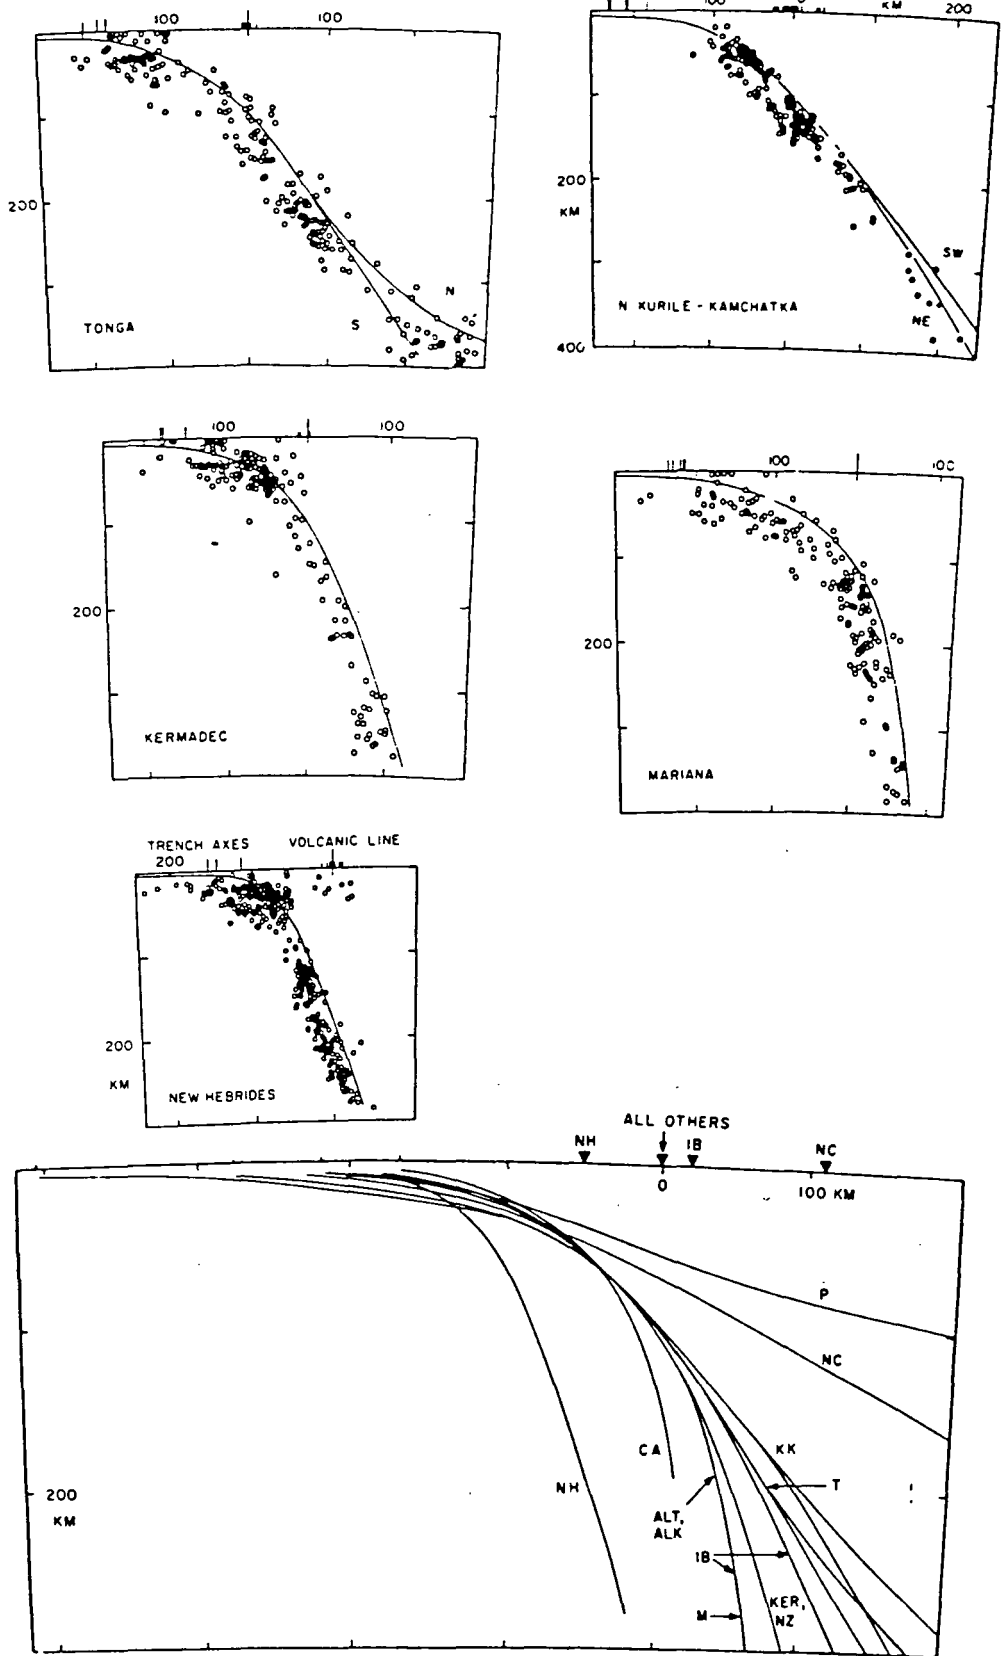 100 100
200
TONGA
N
S
100 0 KM 200
200
KM
400
N KURILE - KAMCHATKA
SW
NE
100 100
200
KERMADEC
100 100
200
MARIANA
TRENCH AXES VOLCANIC LINE
200
200
KM
NEW HEBRIDES
ALL OTHERS
NH IB NC
0 100 KM
P
NC
CA KK
NH T
200
KM
ALT,
ALK
IB
M KER,
NZ